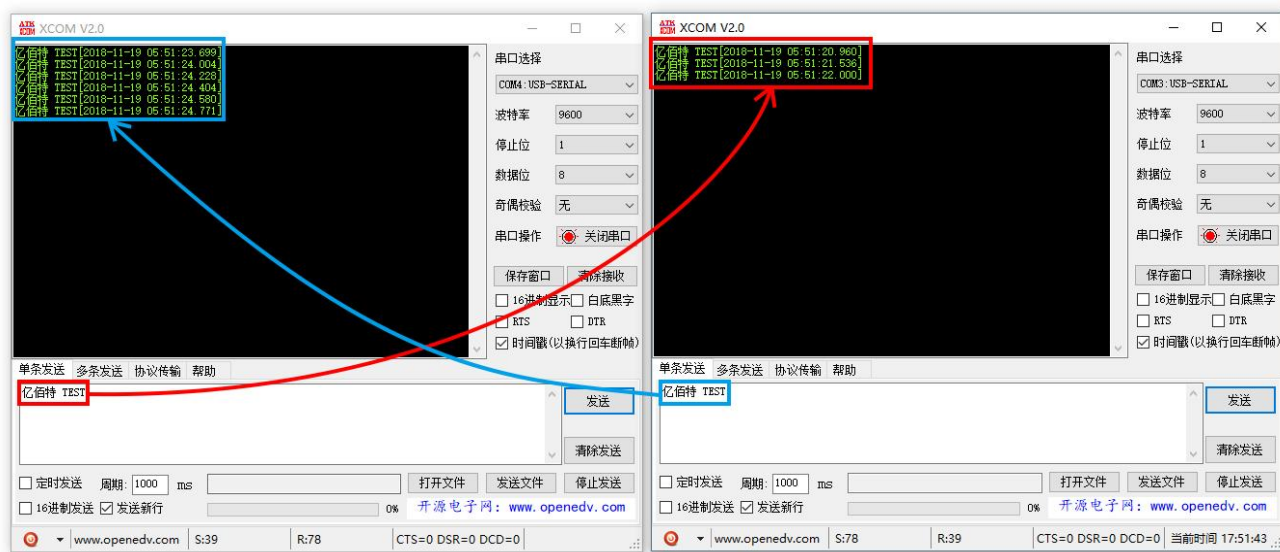 ATK XCOM XCOM V2.0
亿佰特 TEST[2018-11-19 05:51:23.699]
亿佰特 TEST[2018-11-19 05:51:24.004]
亿佰特 TEST[2018-11-19 05:51:24.228]
亿佰特 TEST[2018-11-19 05:51:24.404]
亿佰特 TEST[2018-11-19 05:51:24.580]
亿佰特 TEST[2018-11-19 05:51:24.771]
串口选择
COM4:USB-SERIAL
波特率 9600
停止位 1
数据位 8
奇偶校验 无
串口操作 关闭串口
保存窗口 清除接收
16进制显示 白底黑字
RTS DTR
时间戳(以换行回车断帧)
单条发送 多条发送 协议传输 帮助
亿佰特 TEST
发送
清除发送
定时发送 周期: 1000 ms 打开文件 发送文件 停止发送
16进制发送 发送新行 0% 开源电子网: www.openedv.com
www.openedv.com S:39 R:78 CTS=0 DSR=0 DCD=0
ATK XCOM XCOM V2.0
亿佰特 TEST[2018-11-19 05:51:20.960]
亿佰特 TEST[2018-11-19 05:51:21.536]
亿佰特 TEST[2018-11-19 05:51:22.000]
串口选择
COM3:USB-SERIAL
波特率 9600
停止位 1
数据位 8
奇偶校验 无
串口操作 关闭串口
保存窗口 清除接收
16进制显示 白底黑字
RTS DTR
时间戳(以换行回车断帧)
单条发送 多条发送 协议传输 帮助
亿佰特 TEST
发送
清除发送
定时发送 周期: 1000 ms 打开文件 发送文件 停止发送
16进制发送 发送新行 0% 开源电子网: www.openedv.com
www.openedv.com S:78 R:39 CTS=0 DSR=0 DCD=0 当前时间 17:51:43